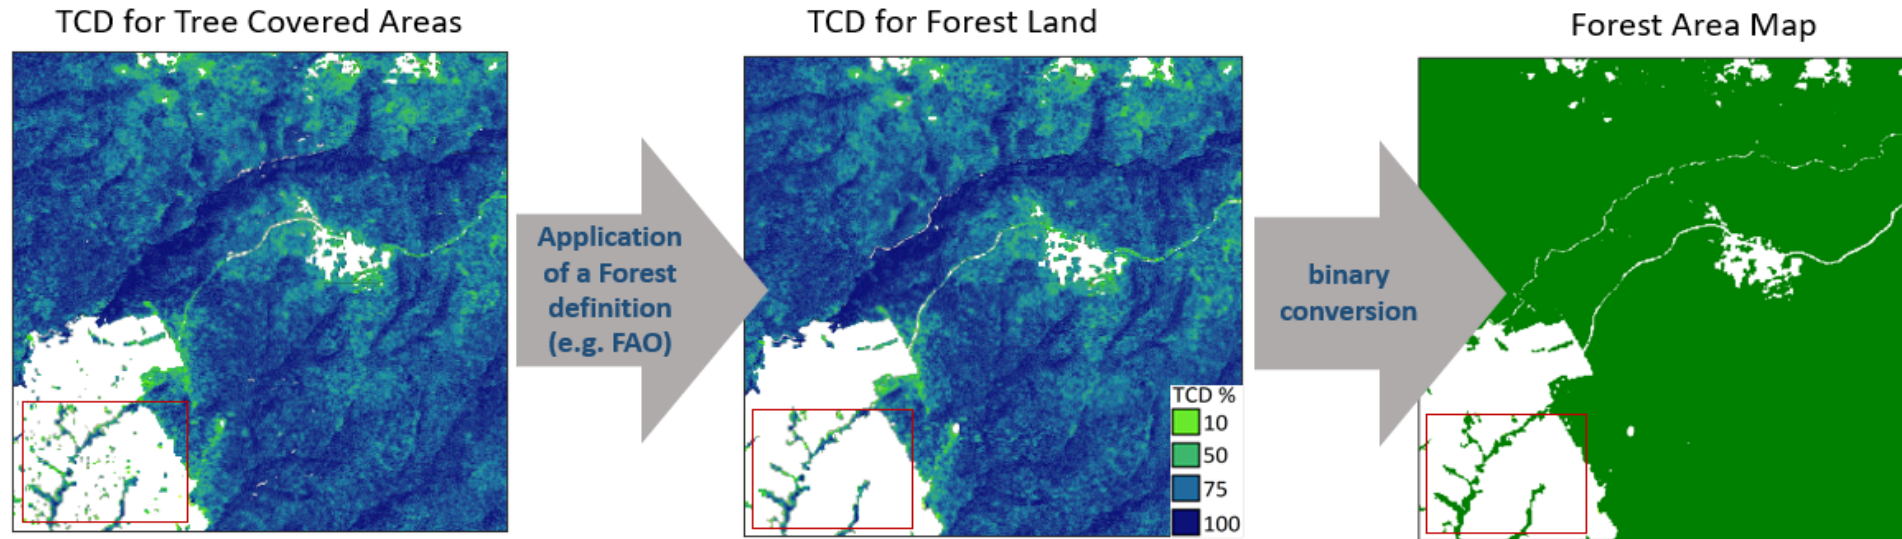 TCD for Tree Covered Areas
TCD for Forest Land
Forest Area Map
Application
of a Forest
definition
(e.g. FAO)
binary
conversion
TCD %
10
50
75
100